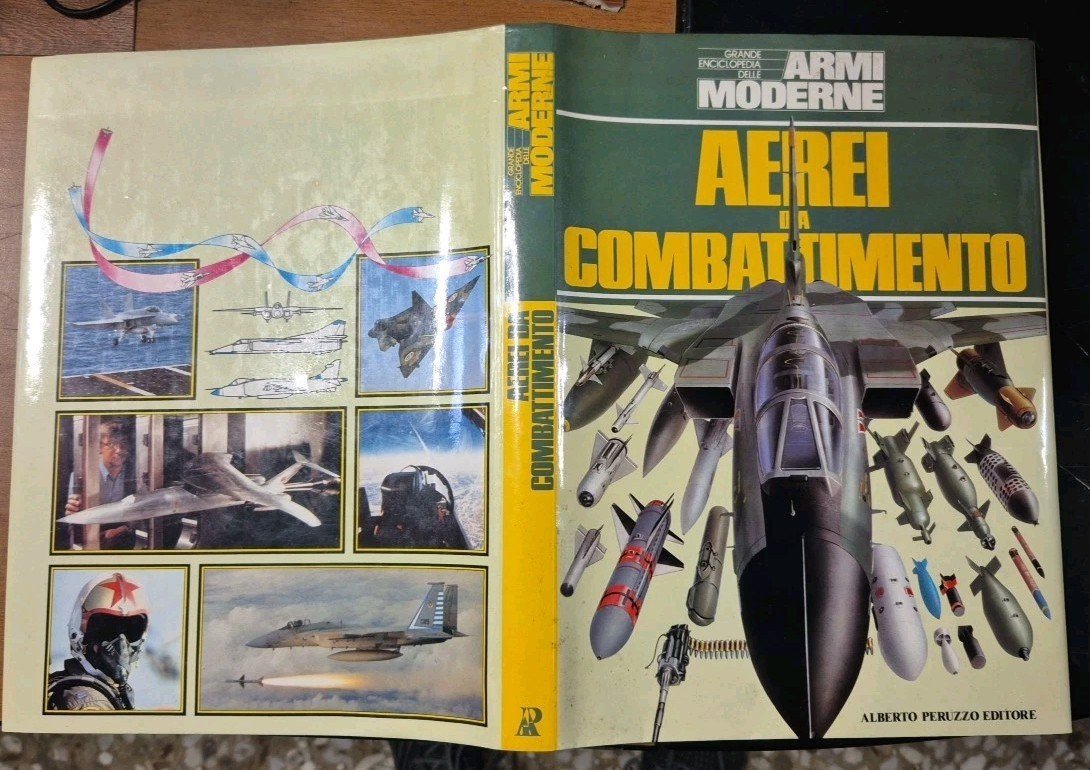 GRANDE
ENCICLOPEDIA
DELLE
ARMI
MODERNE
AEREI
DA
COMBATTIMENTO
ALBERTO PERUZZO EDITORE
GRANDE
ENCICLOPEDIA
DELLE
ARMI
MODERNE
AEREI DA
COMBATTIMENTO